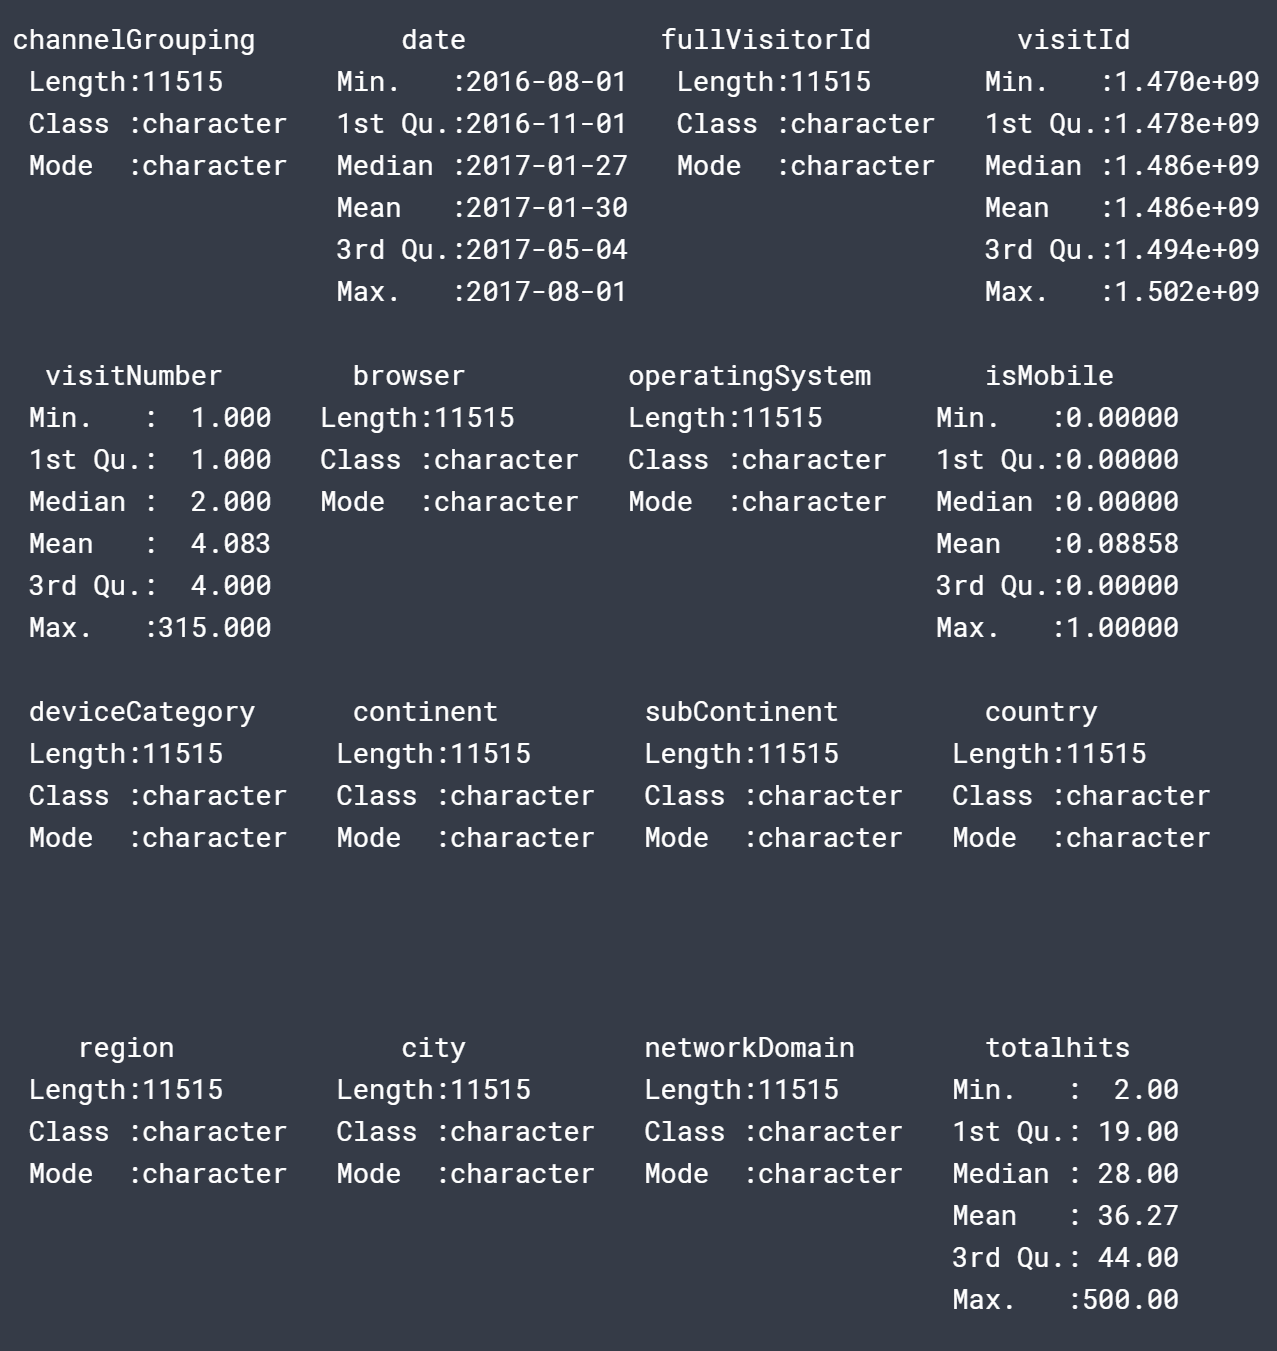 channelGrouping         date            fullVisitorId         visitId
 Length:11515       Min.   :2016-08-01   Length:11515       Min.   :1.470e+09
 Class :character   1st Qu.:2016-11-01   Class :character   1st Qu.:1.478e+09
 Mode  :character   Median :2017-01-27   Mode  :character   Median :1.486e+09
                    Mean   :2017-01-30                      Mean   :1.486e+09
                    3rd Qu.:2017-05-04                      3rd Qu.:1.494e+09
                    Max.   :2017-08-01                      Max.   :1.502e+09
  visitNumber        browser          operatingSystem       isMobile
 Min.   :  1.000   Length:11515       Length:11515       Min.   :0.00000
 1st Qu.:  1.000   Class :character   Class :character   1st Qu.:0.00000
 Median :  2.000   Mode  :character   Mode  :character   Median :0.00000
 Mean   :  4.083                                         Mean   :0.08858
 3rd Qu.:  4.000                                         3rd Qu.:0.00000
 Max.   :315.000                                         Max.   :1.00000
 deviceCategory      continent         subContinent         country
 Length:11515       Length:11515       Length:11515       Length:11515
 Class :character   Class :character   Class :character   Class :character
 Mode  :character   Mode  :character   Mode  :character   Mode  :character
    region              city           networkDomain        totalhits
 Length:11515       Length:11515       Length:11515       Min.   :  2.00
 Class :character   Class :character   Class :character   1st Qu.: 19.00
 Mode  :character   Mode  :character   Mode  :character   Median : 28.00
                                                          Mean   : 36.27
                                                          3rd Qu.: 44.00
                                                          Max.   :500.00